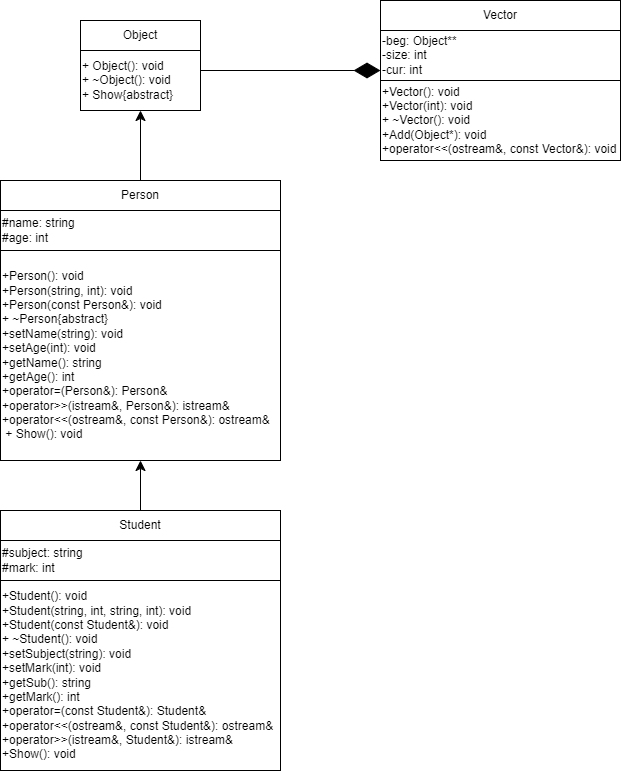 Object
+ Object(): void
+ ~Object(): void
+ Show{abstract}
Vector
-beg: Object**
-size: int
-cur: int
+Vector(): void
+Vector(int): void
+ ~Vector(): void
+Add(Object*): void
+operator<<(ostream&, const Vector&): void
Person
#name: string
#age: int
+Person(): void
+Person(string, int): void
+Person(const Person&): void
+ ~Person{abstract}
+setName(string): void
+setAge(int): void
+getName(): string
+getAge(): int
+operator=(Person&): Person&
+operator>>(istream&, Person&): istream&
+operator<<(ostream&, const Person&): ostream&
+ Show(): void
Student
#subject: string
#mark: int
+Student(): void
+Student(string, int, string, int): void
+Student(const Student&): void
+ ~Student(): void
+setSubject(string): void
+setMark(int): void
+getSub(): string
+getMark(): int
+operator=(const Student&): Student&
+operator<<(ostream&, const Student&): ostream&
+operator>>(istream&, Student&): istream&
+Show(): void